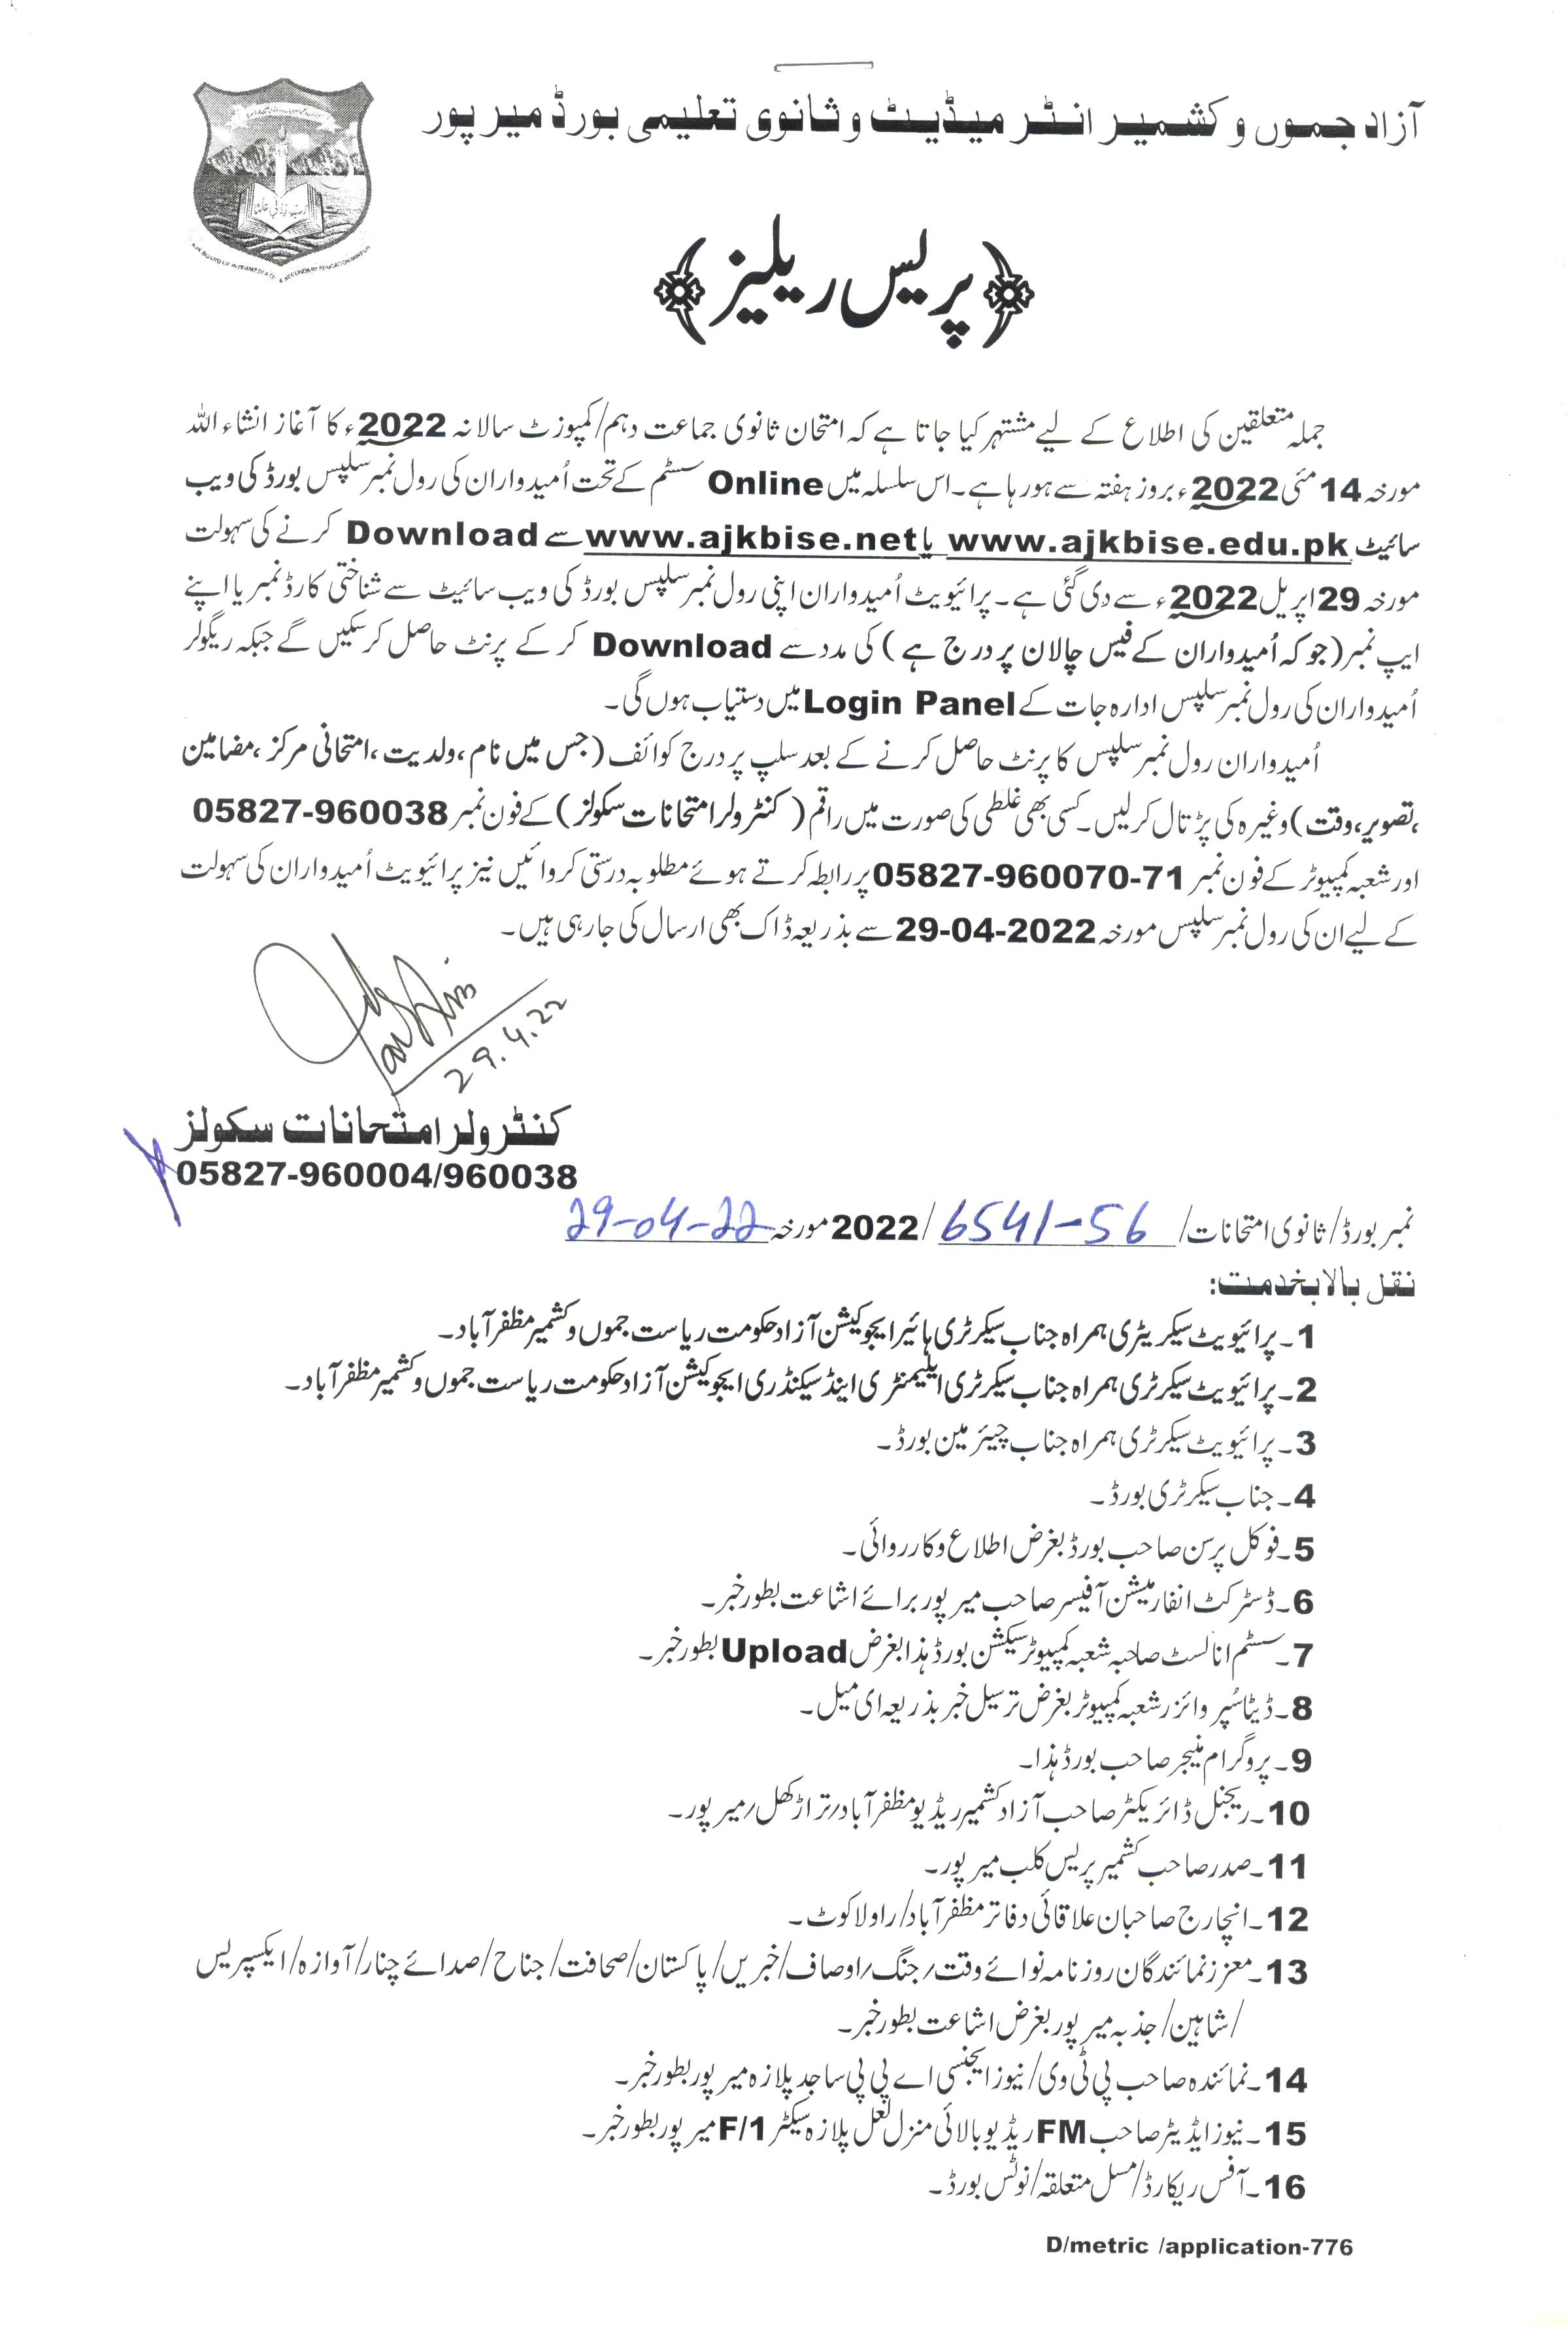 آزاد جموں و کشمیر انٹرمیڈیٹ و ثانوی تعلیمی بورڈ میرپور
AJK BOARD OF INTERMEDIATE & SECONDARY EDUCATION MIRPUR
﴿پریس ریلیز﴾
جملہ متعلقین کی اطلاع کے لیے مشتہر کیا جاتا ہے کہ امتحان ثانوی جماعت دہم/کمپوزٹ سالانہ 2022ء کا آغاز انشاء اللہ
مورخہ 14 مئی 2022ء بروز ہفتہ سے ہو رہا ہے۔ اس سلسلہ میں Online سسٹم کے تحت اُمیدواران کی رول نمبر سلپس بورڈ کی ویب
سائیٹ www.ajkbise.edu.pk یا www.ajkbise.net سے Download کرنے کی سہولت
مورخہ 29 اپریل 2022ء سے دی گئی ہے۔ پرائیویٹ اُمیدواران اپنی رول نمبر سلپس بورڈ کی ویب سائیٹ سے شناختی کارڈ نمبر یا اپنے
ایپ نمبر (جو کہ اُمیدواران کے فیس چالان پر درج ہے) کی مدد سے Download کر کے پرنٹ حاصل کر سکیں گے جبکہ ریگولر
اُمیدواران کی رول نمبر سلپس ادارہ جات کے Login Panel میں دستیاب ہوں گی۔
اُمیدواران رول نمبر سلپس کا پرنٹ حاصل کرنے کے بعد سلپ پر درج کوائف (جس میں نام، ولدیت، امتحانی مرکز، مضامین
،تصویر، وقت) وغیرہ کی پڑتال کر لیں۔ کسی بھی غلطی کی صورت میں راقم (کنٹرولر امتحانات سکولز) کے فون نمبر 05827-960038
اور شعبہ کمپیوٹر کے فون نمبر 05827-960070-71 پر رابطہ کرتے ہوئے مطلوبہ درستی کروائیں نیز پرائیویٹ اُمیدواران کی سہولت
کے لیے ان کی رول نمبر سلپس مورخہ 29-04-2022 سے بذریعہ ڈاک بھی ارسال کی جا رہی ہیں۔
29.4.22
کنٹرولر امتحانات سکولز
05827-960004/960038
نمبر بورڈ/ثانوی امتحانات/ 6541-56 /2022 مورخہ 29-04-22
نقل بالا بخدمت:
1۔ پرائیویٹ سیکریٹری ہمراہ جناب سیکرٹری ہائیر ایجوکیشن آزاد حکومت ریاست جموں و کشمیر مظفرآباد۔
2۔ پرائیویٹ سیکرٹری ہمراہ جناب سیکرٹری ایلیمنٹری اینڈ سیکنڈری ایجوکیشن آزاد حکومت ریاست جموں و کشمیر مظفرآباد۔
3۔ پرائیویٹ سیکرٹری ہمراہ جناب چیئرمین بورڈ۔
4۔ جناب سیکرٹری بورڈ۔
5۔ فوکل پرسن صاحب بورڈ بغرض اطلاع و کارروائی۔
6۔ ڈسٹرکٹ انفارمیشن آفیسر صاحب میرپور برائے اشاعت بطور خبر۔
7۔ سسٹم انالسٹ صاحبہ شعبہ کمپیوٹر سیکشن بورڈ ہذا بغرض Upload بطور خبر۔
8۔ ڈیٹا سُپروائزر شعبہ کمپیوٹر بغرض ترسیل خبر بذریعہ ای میل۔
9۔ پروگرام منیجر صاحب بورڈ ہذا۔
10۔ ریجنل ڈائریکٹر صاحب آزاد کشمیر ریڈیو مظفرآباد/تراڑکھل/میرپور۔
11۔ صدر صاحب کشمیر پریس کلب میرپور۔
12۔ انچارج صاحبان علاقائی دفاتر مظفرآباد/راولاکوٹ۔
13۔ معزز نمائندگان روزنامہ نوائے وقت/جنگ/اوصاف/خبریں/پاکستان/صحافت/جناح/صدائے چنار/آوازہ/ایکسپریس
/شاہین/جذبہ میرپور بغرض اشاعت بطور خبر۔
14۔ نمائندہ صاحب پی ٹی وی/نیوز ایجنسی اے پی پی ساجد پلازہ میرپور بطور خبر۔
15۔ نیوز ایڈیٹر صاحب FM ریڈیو بالائی منزل لعل پلازہ سیکٹر F/1 میرپور بطور خبر۔
16۔ آفس ریکارڈ/مسل متعلقہ/نوٹس بورڈ۔
D/metric /application-776